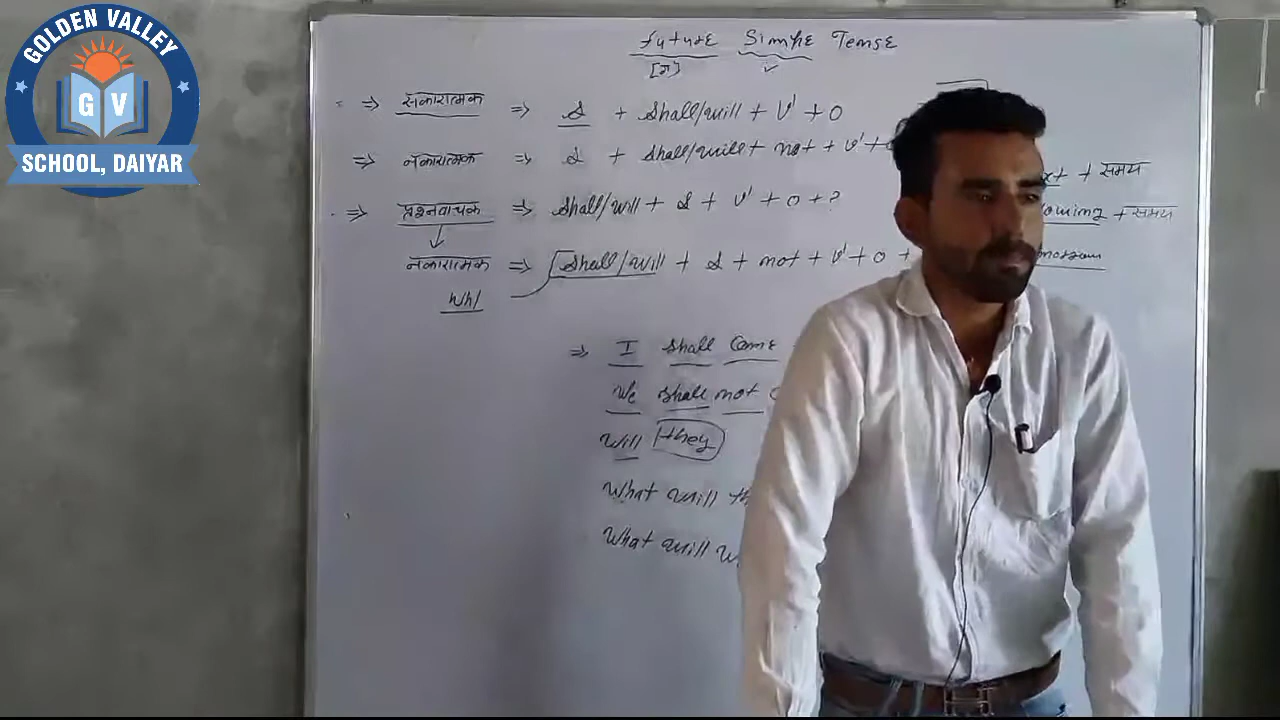 GOLDEN VALLEY
G V
SCHOOL, DAIYAR
Future Simple Tense
[ग]
⇒ सकारात्मक ⇒ S + Shall/will + V¹ + O
⇒ नकारात्मक ⇒ S + Shall/will + not + V¹ +
+ समय
⇒ प्रश्नवाचक ⇒ Shall/will + S + V¹ + O + ?
+ समय
नकारात्मक ⇒ Shall/will + S + not + V¹ + O +
Wh/
⇒ I shall Come
We shall not
Will they
What will
What will